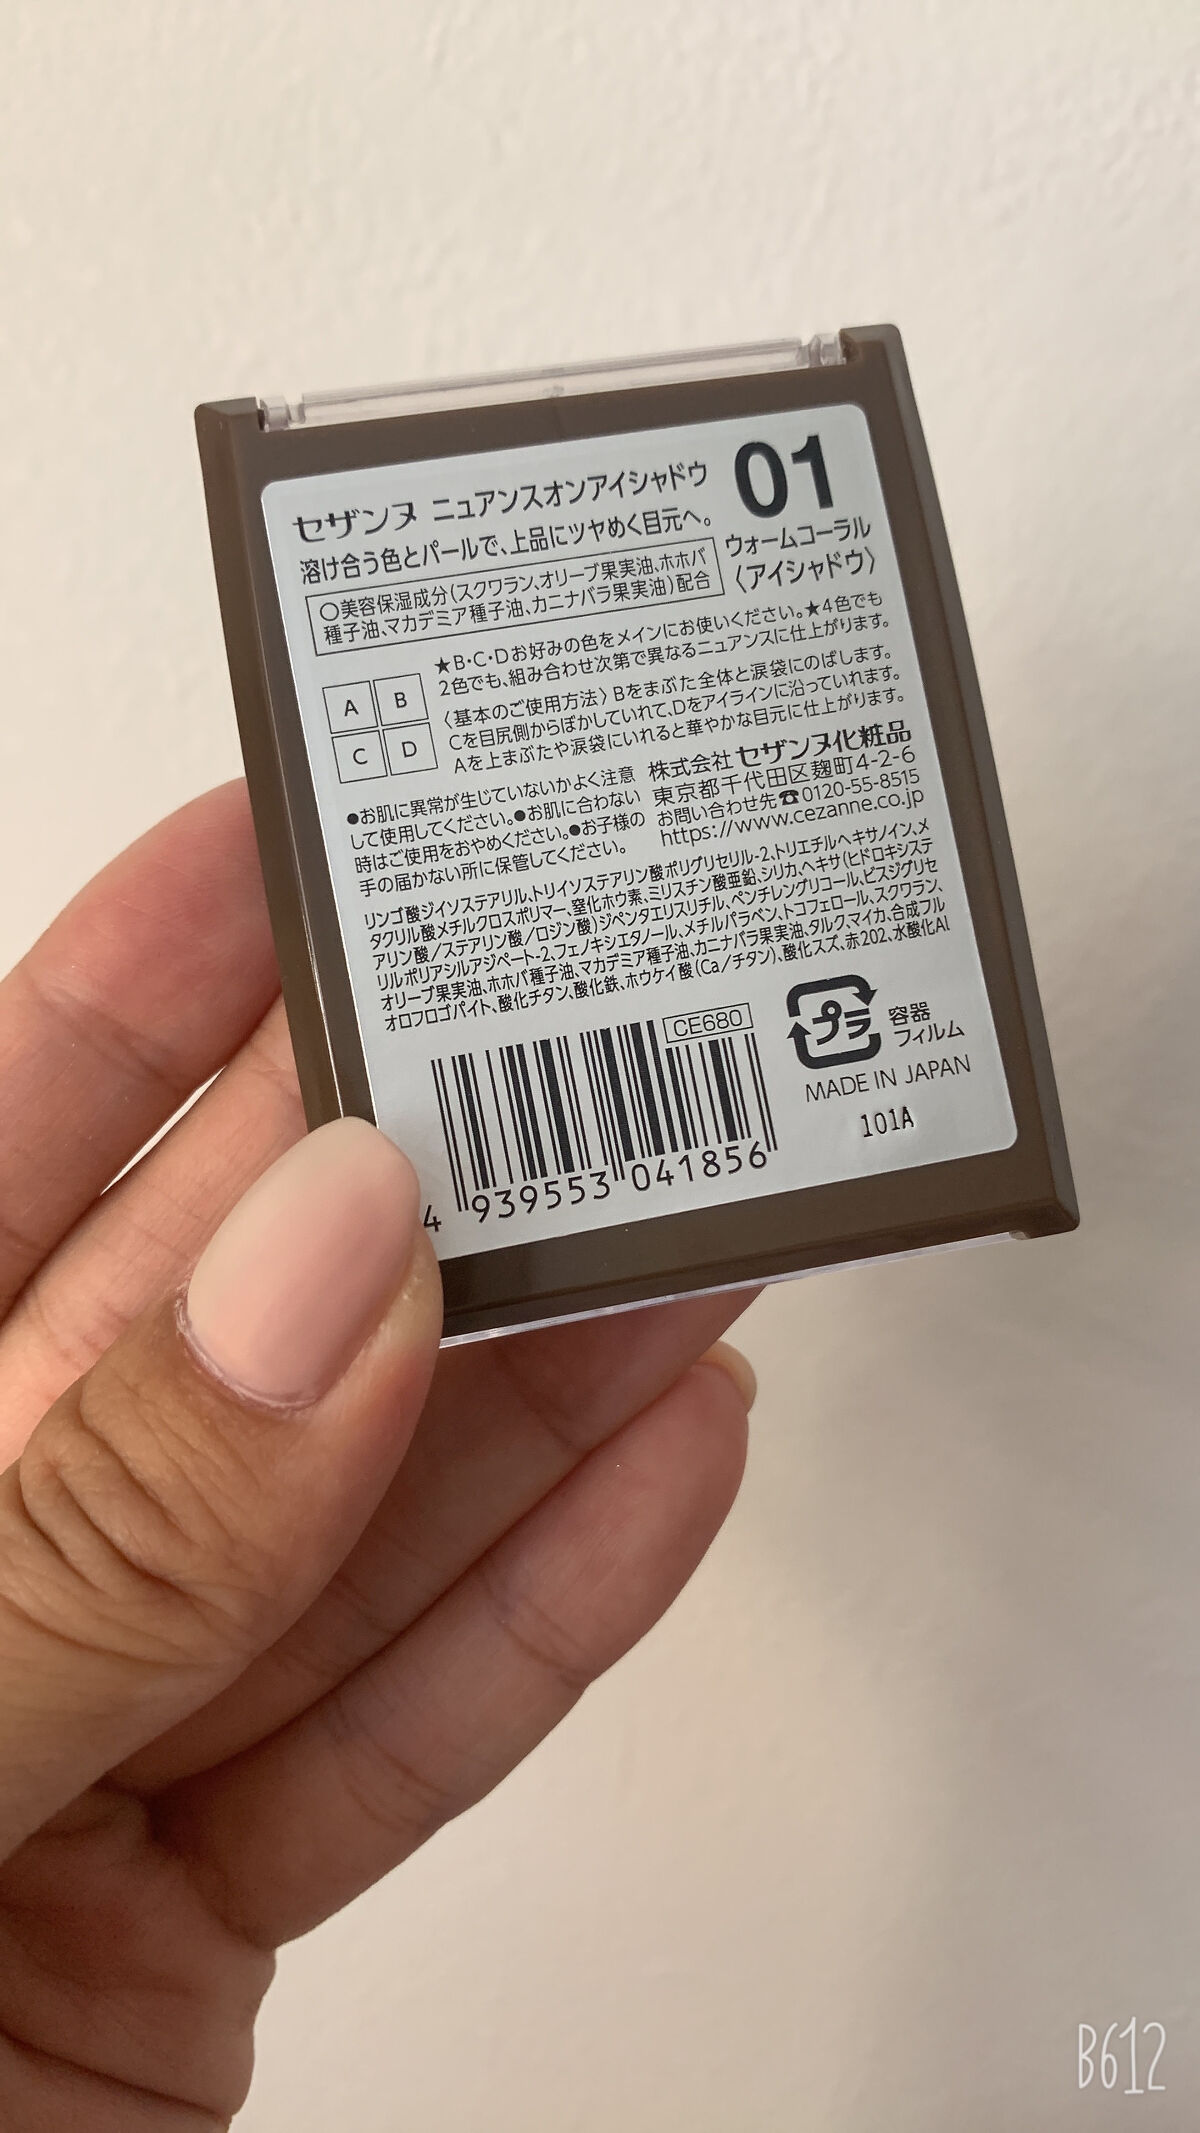 セザンヌ ニュアンスオンアイシャドウ
溶け合う色とパールで、上品にツヤめく目元へ。
01
ウォームコーラル
〈アイシャドウ〉
○美容保湿成分(スクワラン、オリーブ果実油、ホホバ
種子油、マカデミア種子油、カニナバラ果実油)配合
★B・C・Dお好みの色をメインにお使いください。★4色でも
2色でも、組み合わせ次第で異なるニュアンスに仕上がります。
A B
C D
〈基本のご使用方法〉Bをまぶた全体と涙袋にのばします。
Cを目尻側からぼかしていれて、Dをアイラインに沿っていれます。
Aを上まぶたや涙袋にいれると華やかな目元に仕上がります。
●お肌に異常が生じていないかよく注意
して使用してください。●お肌に合わない
時はご使用をおやめください。●お子様の
手の届かない所に保管してください。
株式会社セザンヌ化粧品
東京都千代田区麹町4-2-6
お問い合わせ先☎0120-55-8515
https://www.cezanne.co.jp
リンゴ酸ジイソステアリル、トリイソステアリン酸ポリグリセリル-2、トリエチルヘキサノイン、メ
タクリル酸メチルクロスポリマー、窒化ホウ素、ミリスチン酸亜鉛、シリカ、ヘキサ(ヒドロキシステ
アリン酸/ステアリン酸/ロジン酸)ジペンタエリスリチル、ペンチレングリコール、ビスジグリセ
リルポリアシルアジペート-2、フェノキシエタノール、メチルパラベン、トコフェロール、スクワラン、
オリーブ果実油、ホホバ種子油、マカデミア種子油、カニナバラ果実油、タルク、マイカ、合成フル
オロフロゴパイト、酸化チタン、酸化鉄、ホウケイ酸(Ca/チタン)、酸化スズ、赤202、水酸化Al
CE680
プラ
容器
フィルム
MADE IN JAPAN
101A
4 939553 041856
B612